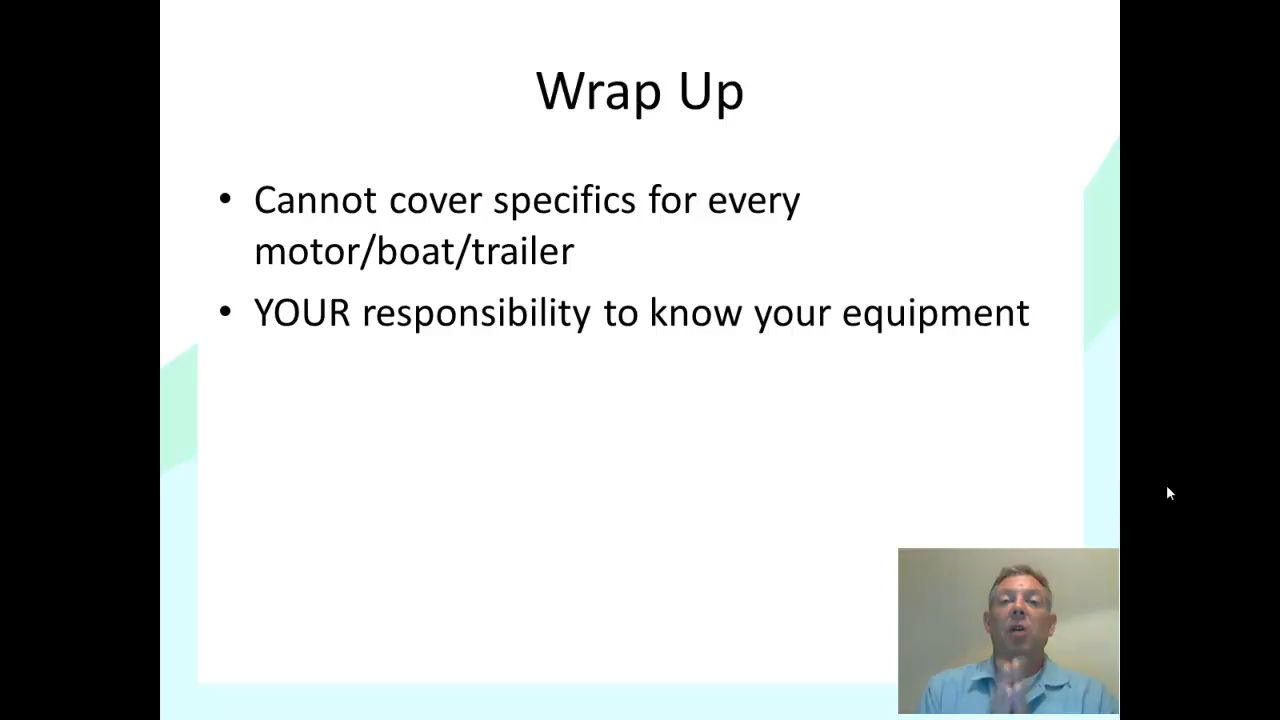 Wrap Up
• Cannot cover specifics for every
motor/boat/trailer
• YOUR responsibility to know your equipment